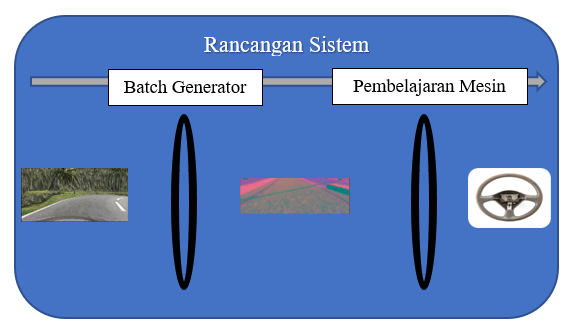 Rancangan Sistem
Batch Generator
Pembelajaran Mesin